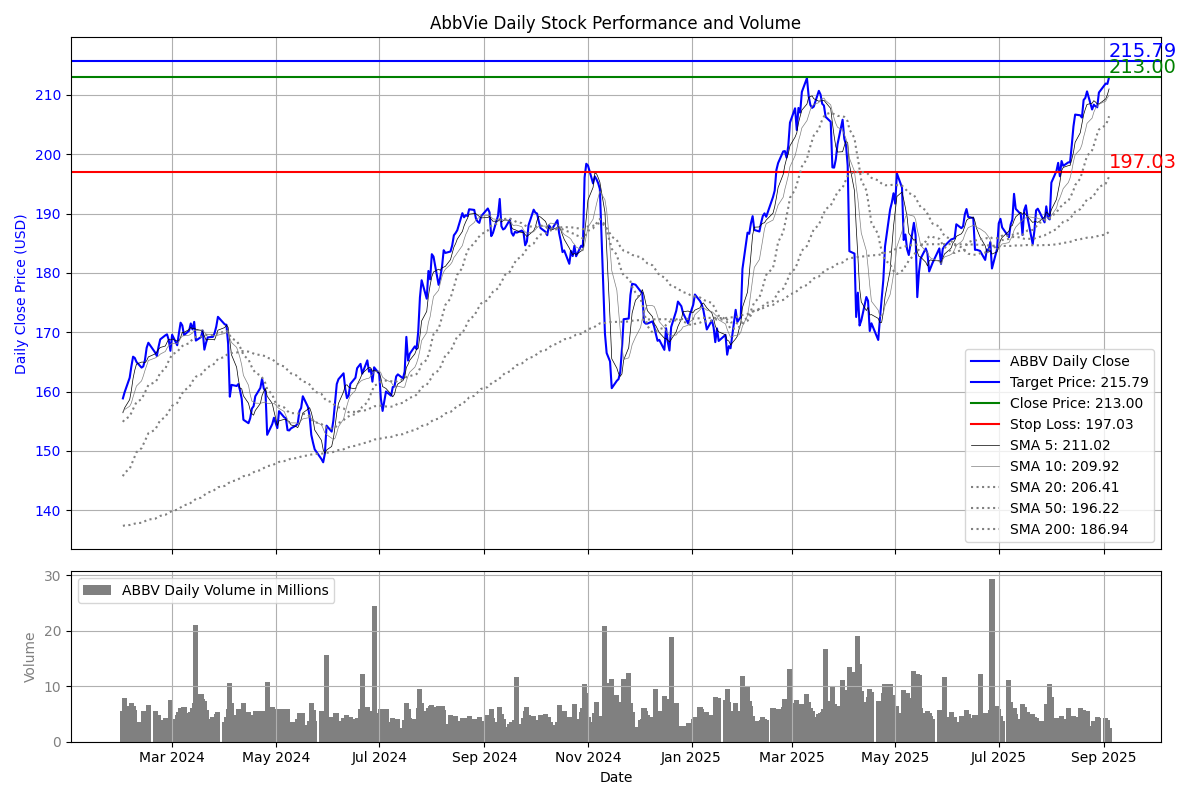 AbbVie Daily Stock Performance and Volume
215.79
213.00
197.03
Daily Close Price (USD)
210
200
190
180
170
160
150
140
ABBV Daily Close
Target Price: 215.79
Close Price: 213.00
Stop Loss: 197.03
SMA 5: 211.02
SMA 10: 209.92
SMA 20: 206.41
SMA 50: 196.22
SMA 200: 186.94
ABBV Daily Volume in Millions
Volume
30
20
10
0
Mar 2024 May 2024 Jul 2024 Sep 2024 Nov 2024 Jan 2025 Mar 2025 May 2025 Jul 2025 Sep 2025
Date